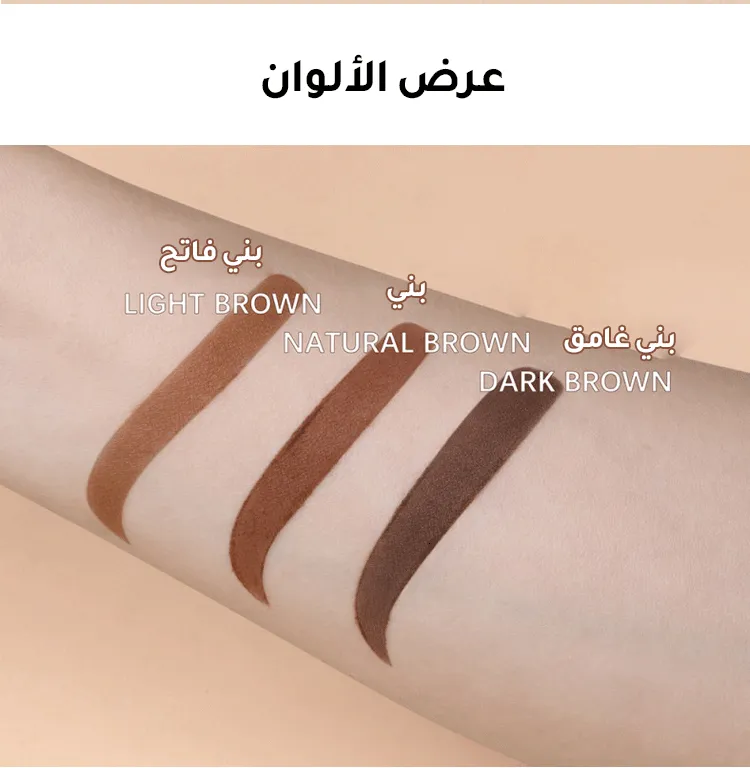 عرض الألوان
بني فاتح
LIGHT BROWN
بني
NATURAL BROWN
بني غامق
DARK BROWN